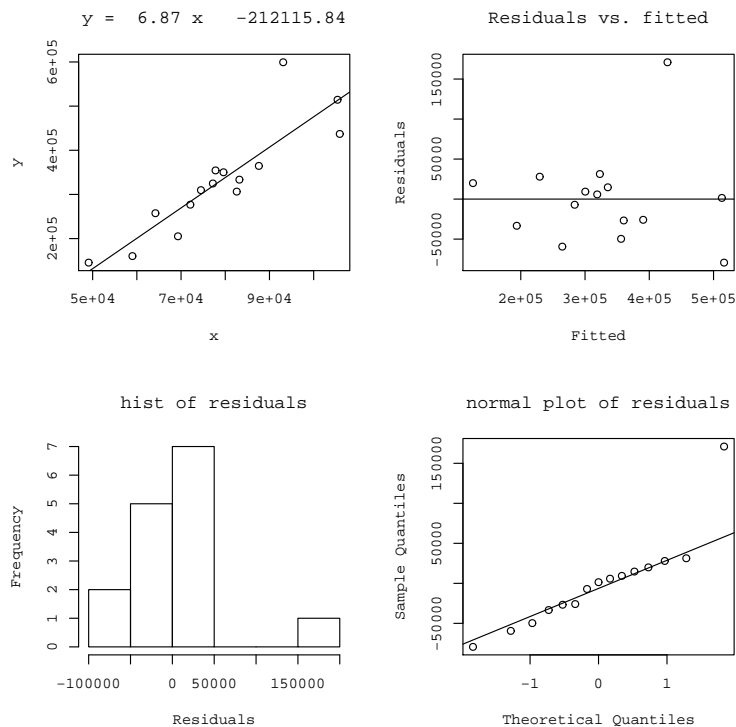 y =  6.87 x   -212115.84
y
2e+05 4e+05 6e+05
5e+04 7e+04 9e+04
x
Residuals vs. fitted
Residuals
-50000 50000 150000
2e+05 3e+05 4e+05 5e+05
Fitted
hist of residuals
Frequency
0 1 2 3 4 5 6 7
-100000 0 50000 150000
Residuals
normal plot of residuals
Sample Quantiles
-50000 50000 150000
-1 0 1
Theoretical Quantiles